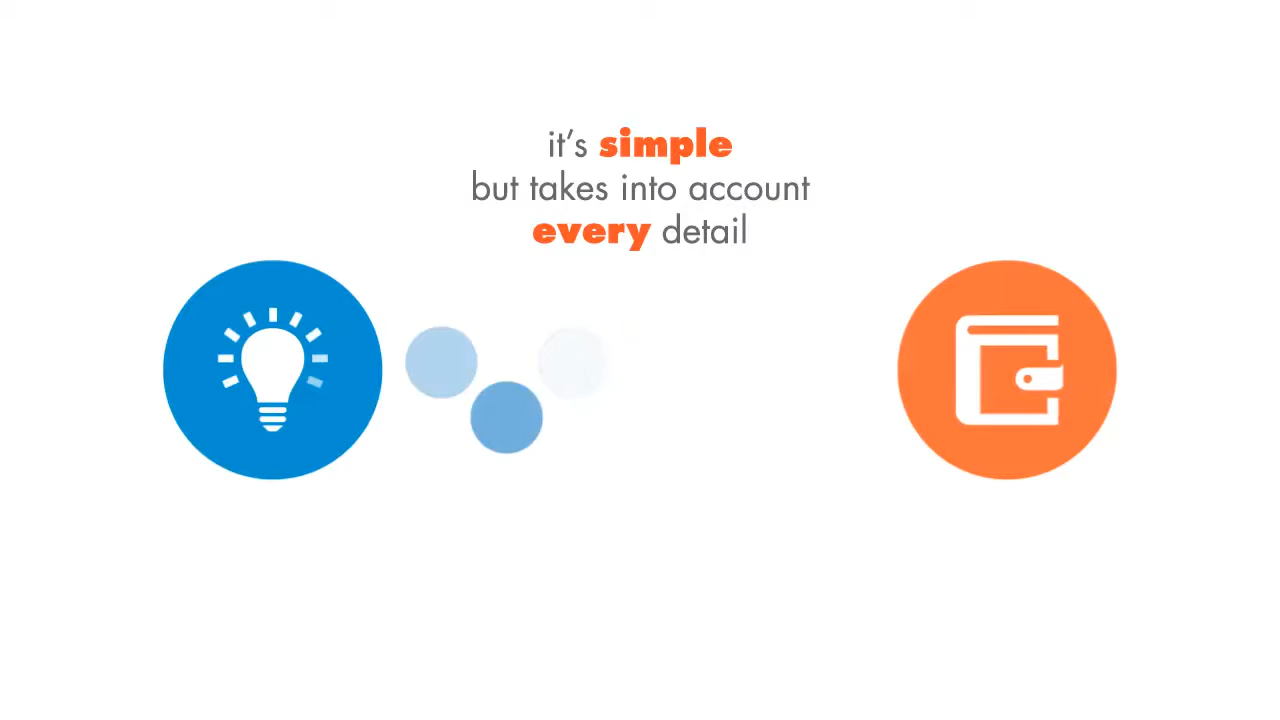 it’s simple
but takes into account
every detail